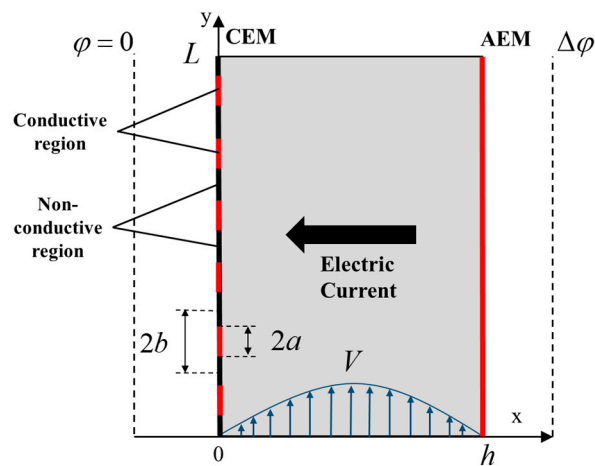 y
CEM
AEM
φ = 0
L
Δφ
Conductive
region
Non-
conductive
region
Electric
Current
2b
2a
V
x
0
h